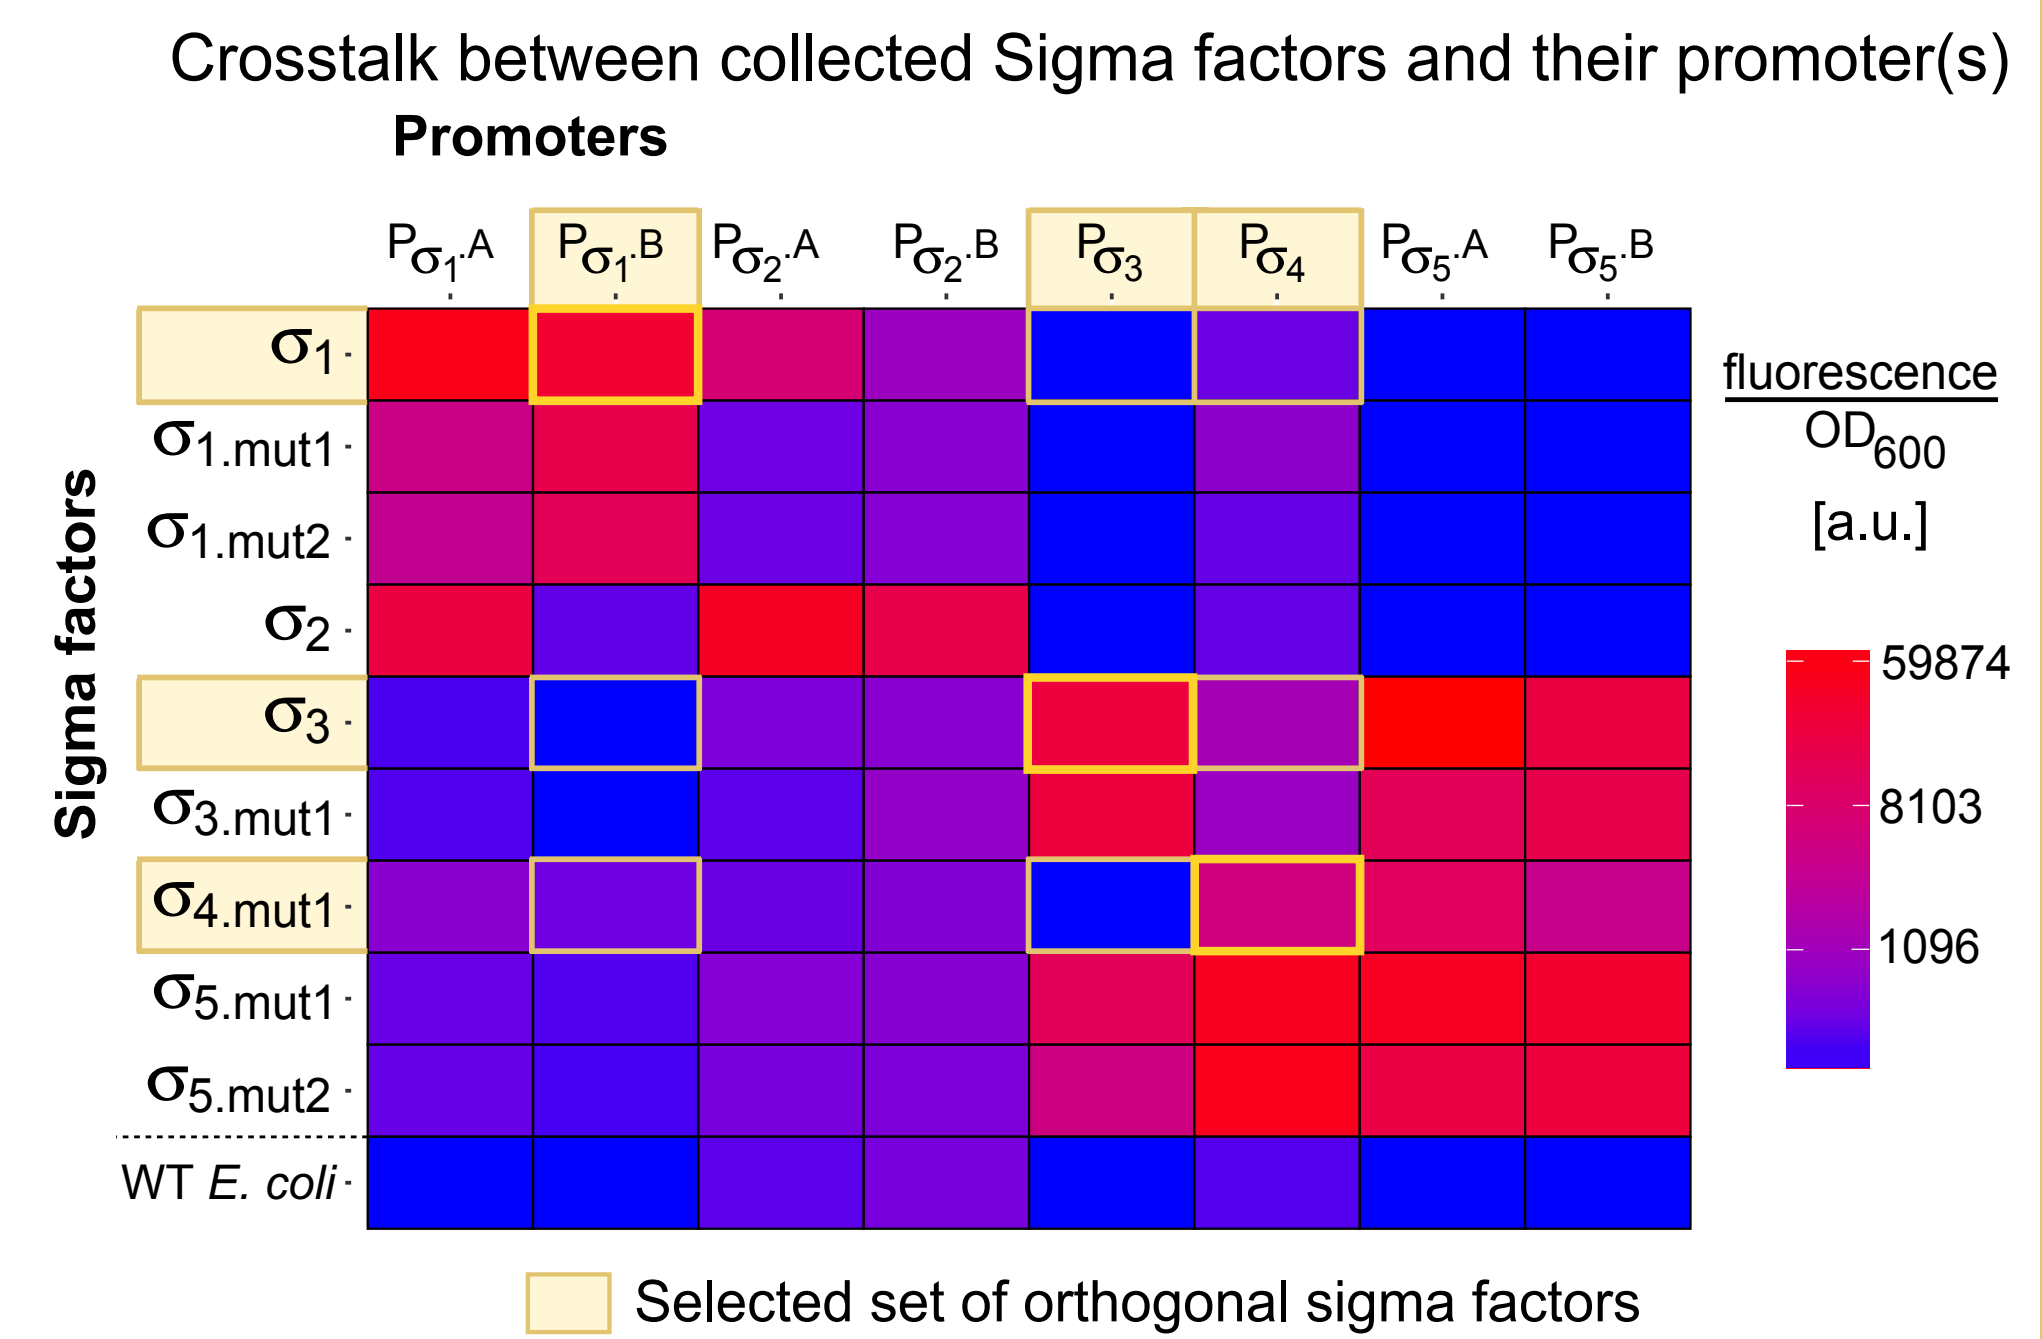 Crosstalk between collected Sigma factors and their promoter(s)
Promoters
Pσ1.A Pσ1.B Pσ2.A Pσ2.B Pσ3 Pσ4 Pσ5.A Pσ5.B
Sigma factors
σ1
σ1.mut1
σ1.mut2
σ2
σ3
σ3.mut1
σ4.mut1
σ5.mut1
σ5.mut2
WT E. coli
fluorescence
OD600
[a.u.]
59874
8103
1096
Selected set of orthogonal sigma factors